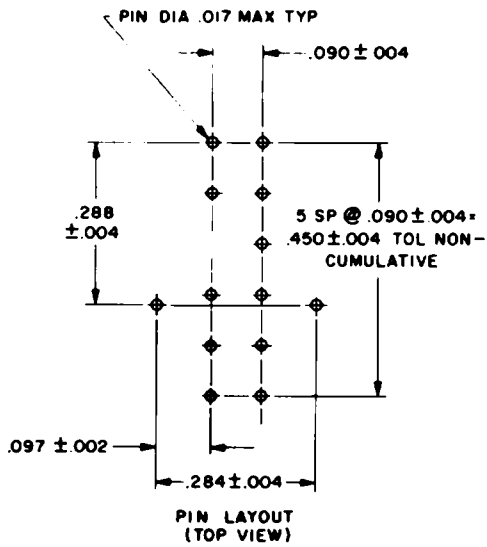 PIN DIA .017 MAX TYP
.090 ± .004
.288
±.004
5 SP @ .090±.004=
.450±.004 TOL NON-
CUMULATIVE
.097 ±.002
.284±.004
PIN LAYOUT
(TOP VIEW)